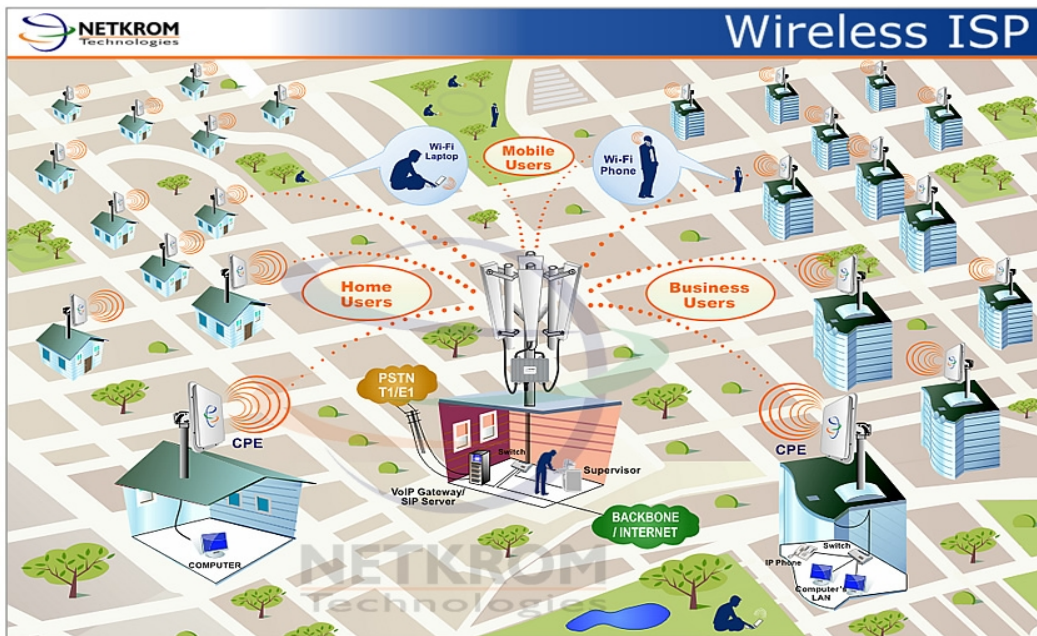 NETKROM
Technologies
Wireless ISP
Wi-Fi
Laptop
Mobile
Users
Wi-Fi
Phone
Home
Users
Business
Users
PSTN
T1/E1
CPE
CPE
Switch
Supervisor
VoIP Gateway/
SIP Server
BACKBONE
/ INTERNET
COMPUTER
Switch
IP Phone
Computer's
LAN
NETKROM
Technologies